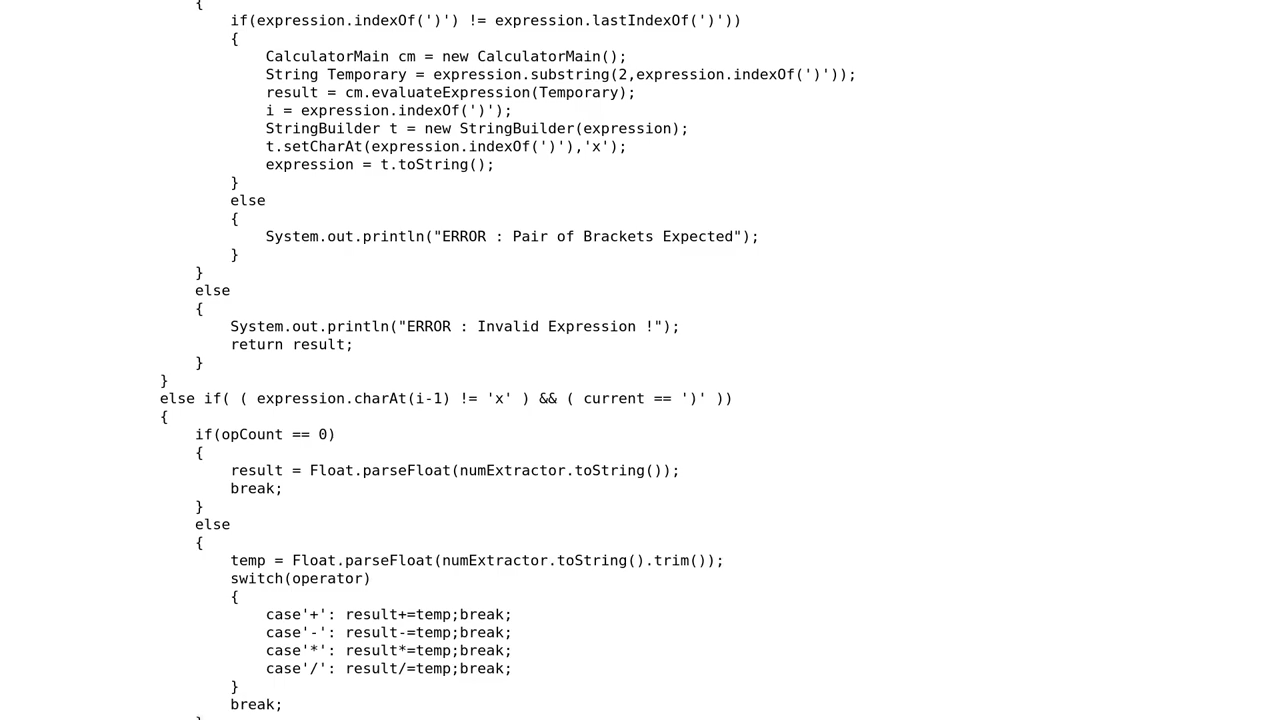 {
if(expression.indexOf(')') != expression.lastIndexOf(')'))
{
CalculatorMain cm = new CalculatorMain();
String Temporary = expression.substring(2,expression.indexOf(')'));
result = cm.evaluateExpression(Temporary);
i = expression.indexOf(')');
StringBuilder t = new StringBuilder(expression);
t.setCharAt(expression.indexOf(')'),'x');
expression = t.toString();
}
else
{
System.out.println("ERROR : Pair of Brackets Expected");
}
}
else
{
System.out.println("ERROR : Invalid Expression !");
return result;
}
}
else if( ( expression.charAt(i-1) != 'x' ) && ( current == ')' ))
{
if(opCount == 0)
{
result = Float.parseFloat(numExtractor.toString());
break;
}
else
{
temp = Float.parseFloat(numExtractor.toString().trim());
switch(operator)
{
case'+': result+=temp;break;
case'-': result-=temp;break;
case'*': result*=temp;break;
case'/': result/=temp;break;
}
break;
}